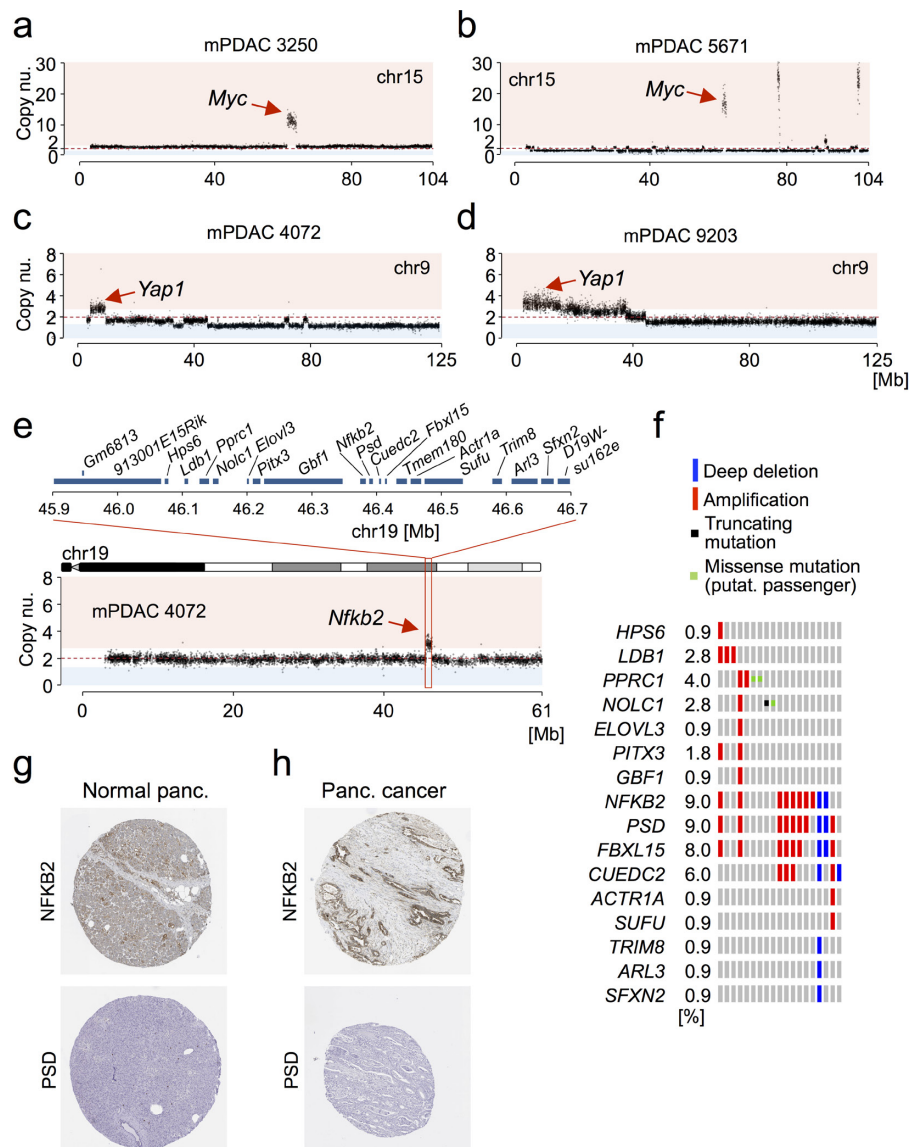 a
mPDAC 3250
chr15
Copy nu.
30
20
10
2
0
Myc
0 40 80 104
b
mPDAC 5671
chr15
30
20
10
2
0
Myc
0 40 80 104
c
mPDAC 4072
chr9
Copy nu.
8
6
4
2
0
Yap1
0 40 80 125
d
mPDAC 9203
chr9
8
6
4
2
0
Yap1
0 40 80 125
[Mb]
e
Gm6813
913001E15Rik
Hps6
Ldb1
Pprc1
Nolc1
Elovl3
Pitx3
Gbf1
Nfkb2
Psd
Cuedc2
Fbxl15
Tmem180
Actr1a
Sufu
Trim8
Arl3
Sfxn2
D19W-
su162e
45.9 46.0 46.1 46.2 46.3 46.4 46.5 46.6 46.7
chr19 [Mb]
chr19
mPDAC 4072
Copy nu.
8
6
4
2
0
Nfkb2
0 20 40 61
[Mb]
f
Deep deletion
Amplification
Truncating
mutation
Missense mutation
(putat. passenger)
HPS6 0.9
LDB1 2.8
PPRC1 4.0
NOLC1 2.8
ELOVL3 0.9
PITX3 1.8
GBF1 0.9
NFKB2 9.0
PSD 9.0
FBXL15 8.0
CUEDC2 6.0
ACTR1A 0.9
SUFU 0.9
TRIM8 0.9
ARL3 0.9
SFXN2 0.9
[%]
g
Normal panc.
NFKB2
PSD
h
Panc. cancer
NFKB2
PSD